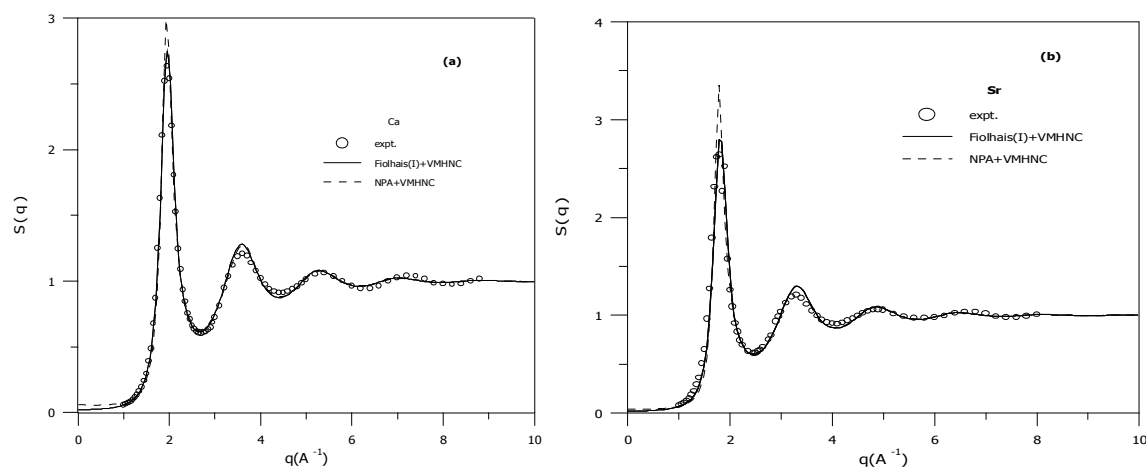 3
2
1
0
S(q)
0 2 4 6 8 10
q(A⁻¹)
(a)
Ca
expt.
Fiolhais(I)+VMHNC
NPA+VMHNC
4
3
2
1
0
S(q)
0 2 4 6 8 10
q(A⁻¹)
(b)
Sr
expt.
Fiolhais(I)+VMHNC
NPA+VMHNC